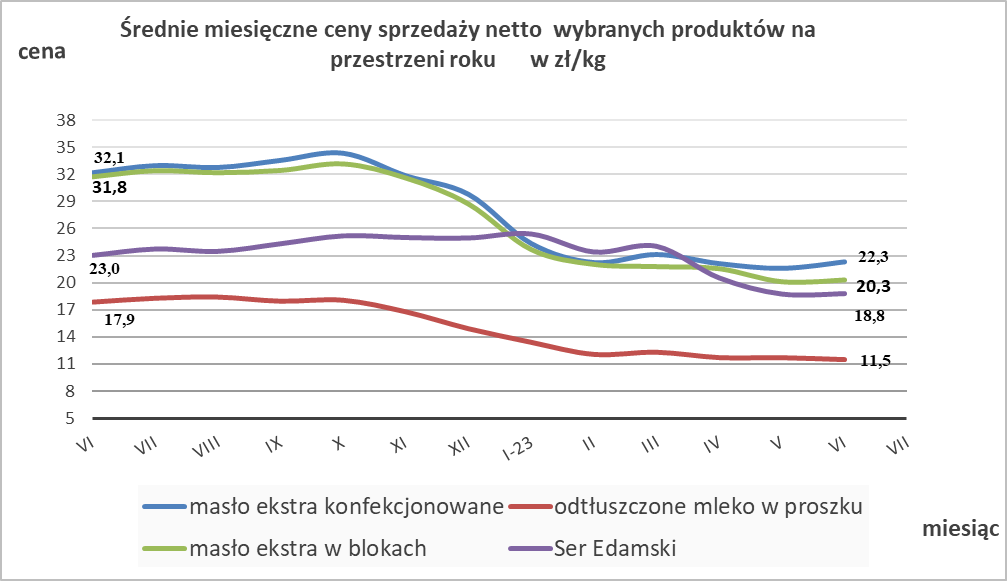 Średnie miesięczne ceny sprzedaży netto wybranych produktów na
przestrzeni roku w zł/kg
cena
38
35
32
29
26
23
20
17
14
11
8
5
32,1
31,8
23,0
17,9
22,3
20,3
18,8
11,5
VI VII VIII IX X XI XII I-23 II III IV V VI VII
masło ekstra konfekcjonowane odtłuszczone mleko w proszku
masło ekstra w blokach Ser Edamski
miesiąc